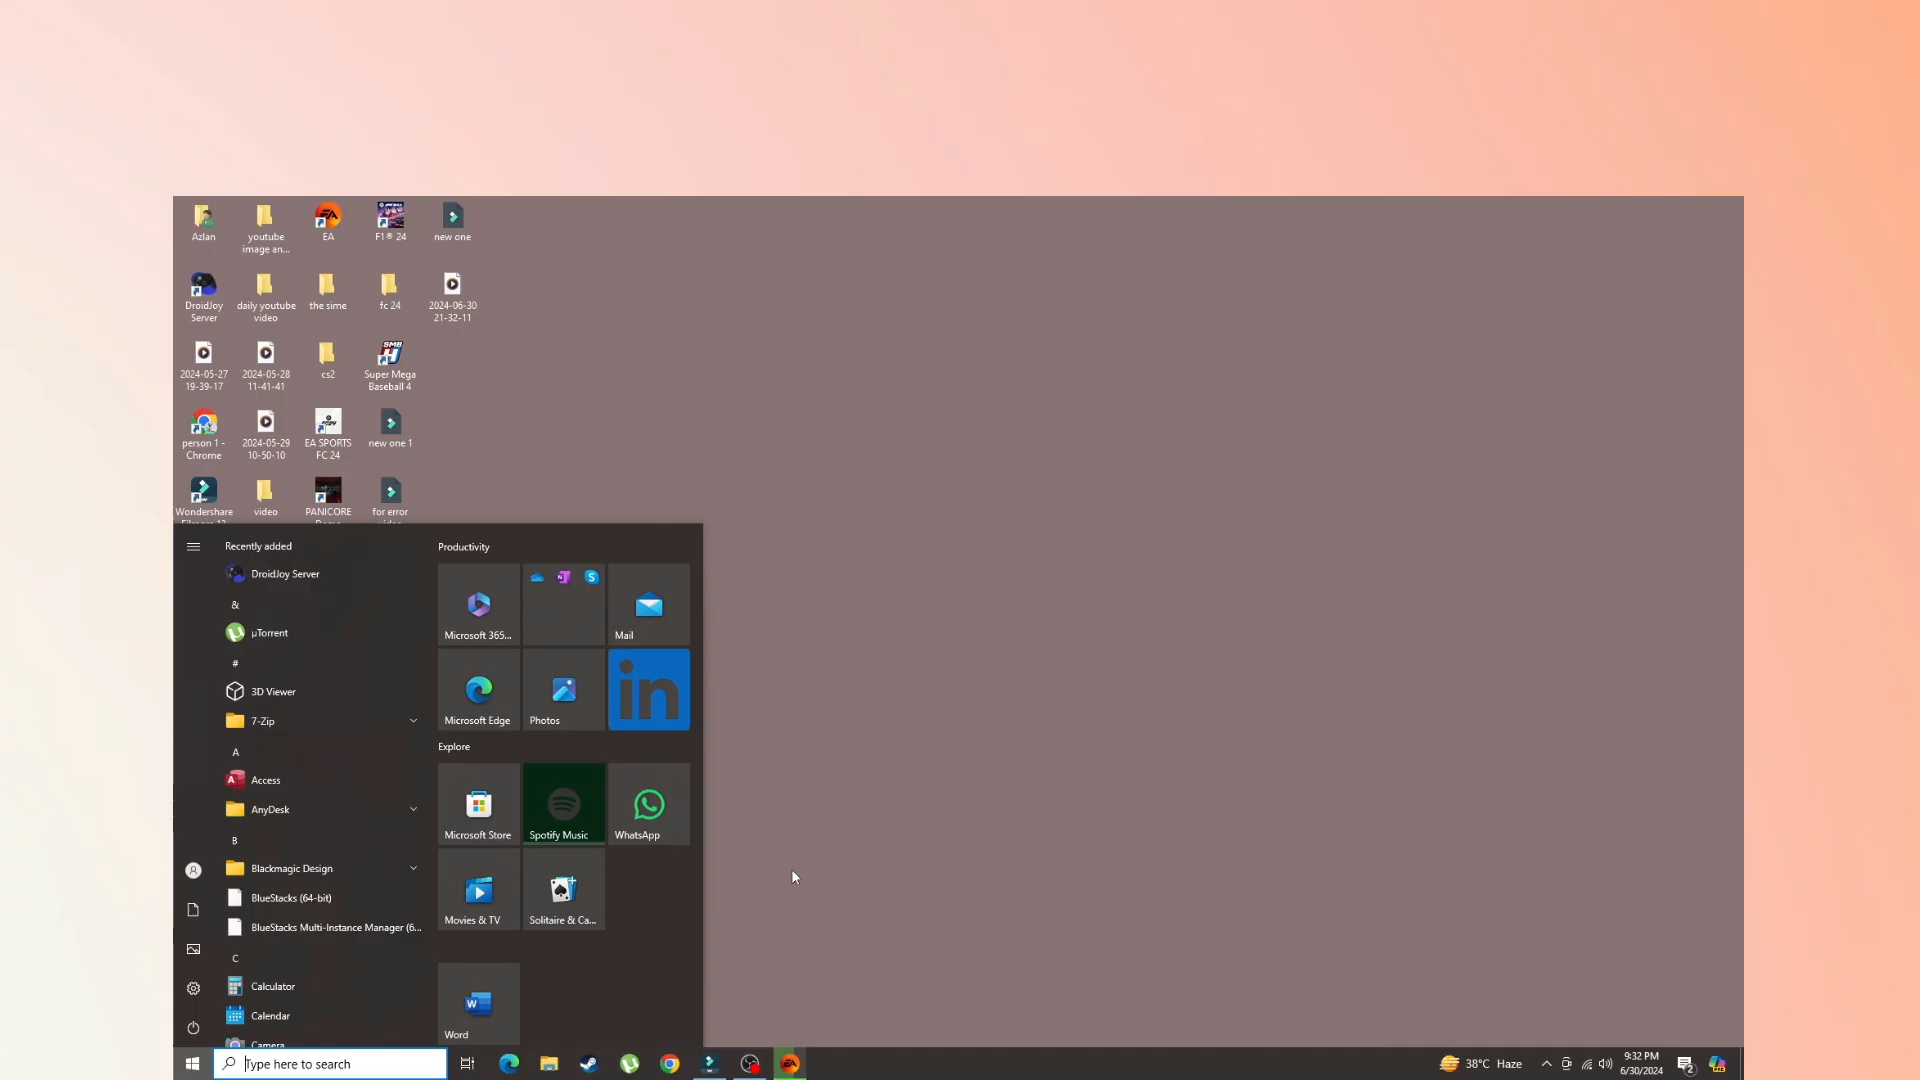 Azlan
youtube
image an...
EA
F1® 24
new one
DroidJoy
Server
daily youtube
video
the sime
fc 24
2024-06-30
21-32-11
2024-05-27
19-39-17
2024-05-28
11-41-41
cs2
SMB
4
Super Mega
Baseball 4
person 1 -
Chrome
2024-05-29
10-50-10
EA SPORTS
FC 24
new one 1
Wondershare
video
PANICORE
for error
Recently added
DroidJoy Server
&
µTorrent
#
3D Viewer
7-Zip
A
Access
AnyDesk
B
Blackmagic Design
BlueStacks (64-bit)
BlueStacks Multi-Instance Manager (6...
C
Calculator
Calendar
Camera
Productivity
Microsoft 365...
Mail
Microsoft Edge
Photos
in
Explore
Microsoft Store
Spotify Music
WhatsApp
Movies & TV
Solitaire & Ca...
Word
Type here to search
38°C Haze
9:32 PM
6/30/2024
2